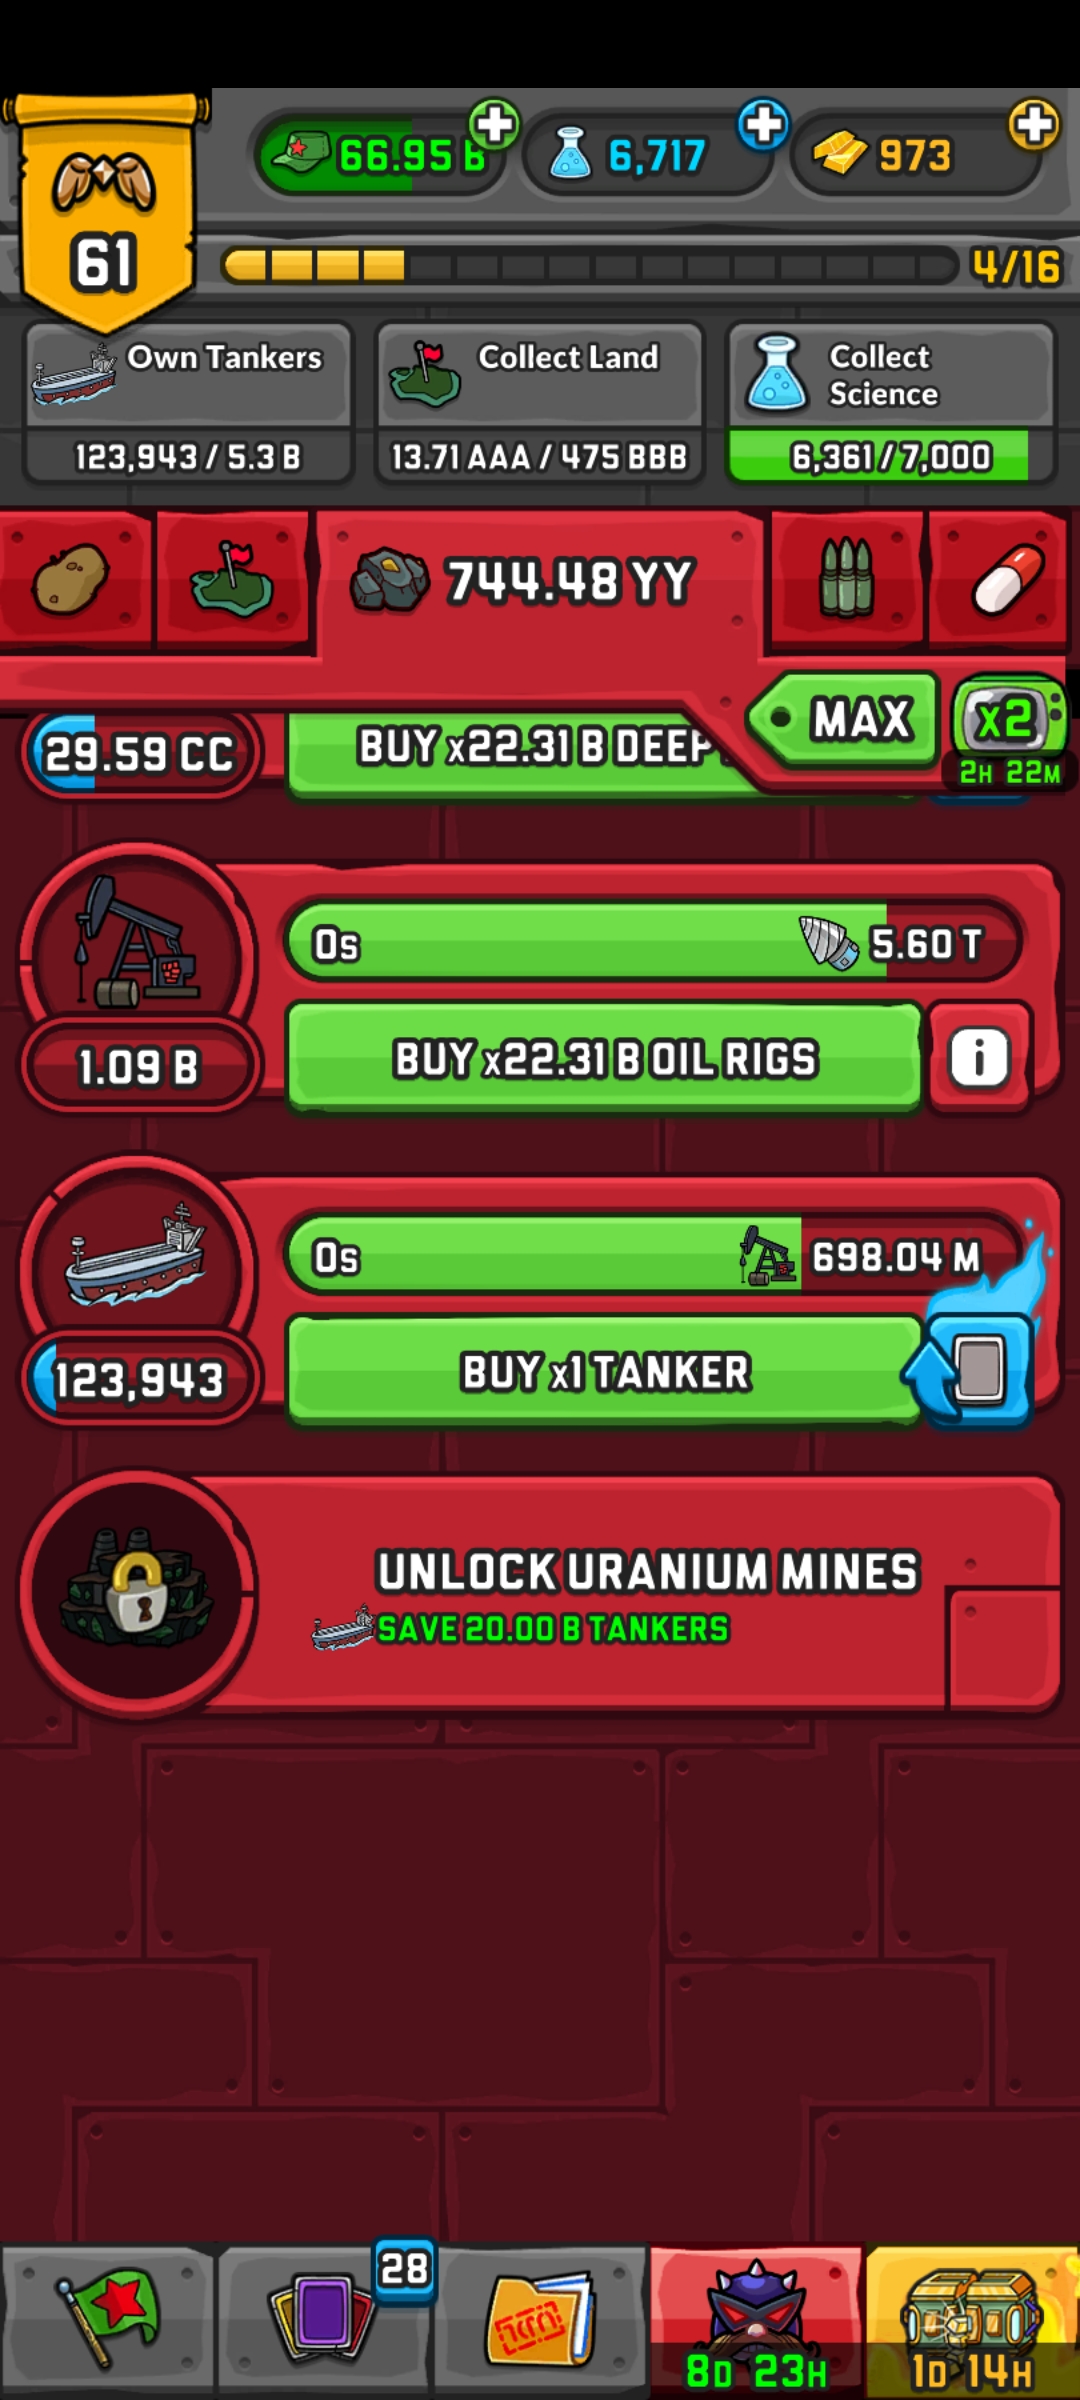 66.95 B
6,717
973
61
4/16
Own Tankers
123,943 / 5.3 B
Collect Land
13.71 AAA / 475 BBB
Collect
Science
6,361 / 7,000
744.48 YY
MAX
x2
2H 22M
29.59 CC
BUY x22.31 B DEEP
0s
5.60 T
1.09 B
BUY x22.31 B OIL RIGS
i
0s
698.04 M
123,943
BUY x1 TANKER
UNLOCK URANIUM MINES
SAVE 20.00 B TANKERS
28
8D 23H
1D 14H